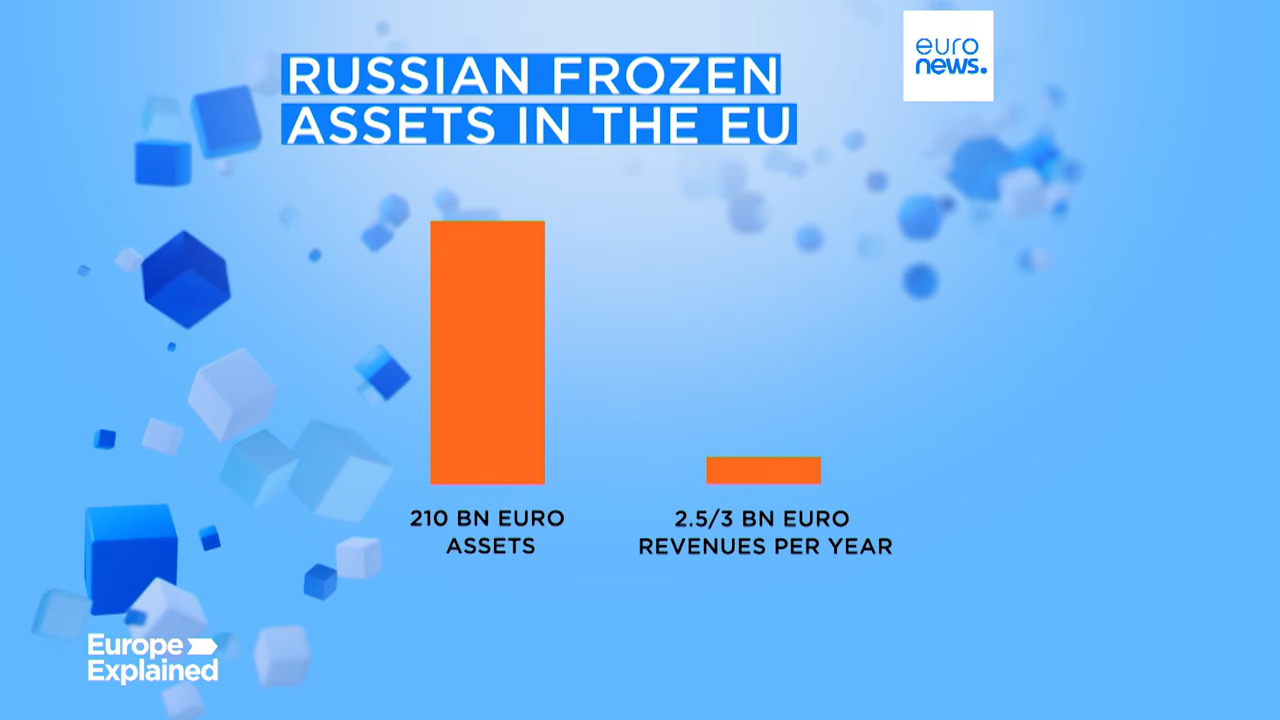 RUSSIAN FROZEN
ASSETS IN THE EU
euro
news.
210 BN EURO
ASSETS
2.5/3 BN EURO
REVENUES PER YEAR
Europe
Explained